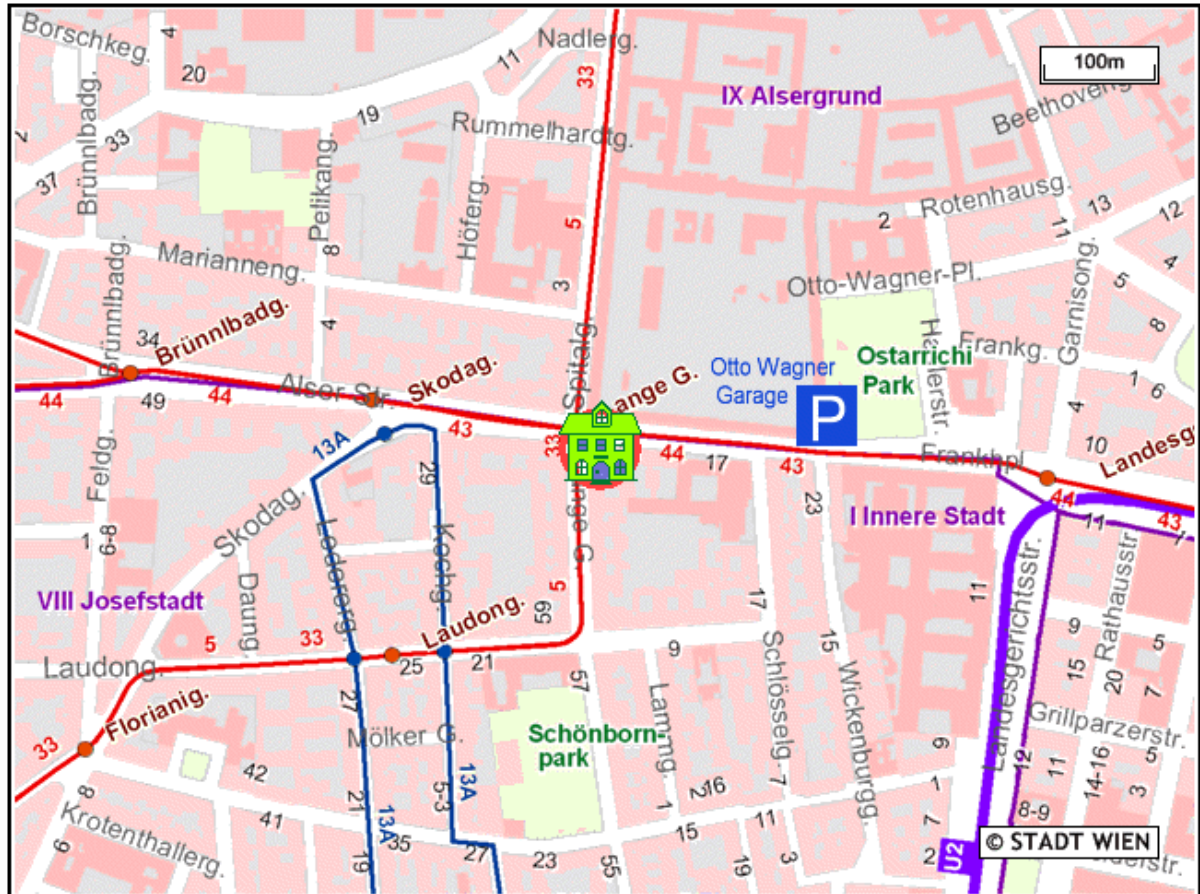 Borschkeg.
4
20
11
Nadlerg.
33
100m
IX Alsergrund
Beethoveng
19
Rummelhardtg.
2
33
37
Brünnlbadg.
Pelikang.
8
Höferg.
5
3
2
Rotenhausg.
11
13
12
Marianneng.
Otto-Wagner-Pl.
Garnisong.
5
4
8
Brünnlbadg.
34
Brünnlbadg.
4
Skodag.
Spitalg.
ange G.
Otto Wagner
Garage
P
Ostarrichi
Park
Frankg.
1
6
44
49
44
Alser Str.
43
33
44
17
43
Frankhpl.
4
10
Landesg
13A
29
Feldg.
Skodag.
Ledererg.
Kochg.
23
I Innere Stadt
44
11
43
1
6-8
VIII Josefstadt
Daung.
5
33
Laudong.
59
5
17
15
11
Landesgerichtsstr.
Rathausstr
9
5
Laudong.
25
21
9
Schlösselg.
Wickenburgg.
15
20
7
Florianig.
33
27
Mölker G.
57
Lammg.
Schönborn-
park
Grillparzerstr.
12
11
14-16
5
3
42
8
6
41
21
13A
5-3
13A
1
16
7
9
1
7
8-9
Krotenthallerg.
35
19
27
23
55
15
11
19
3
2
U2
© STADT WIEN